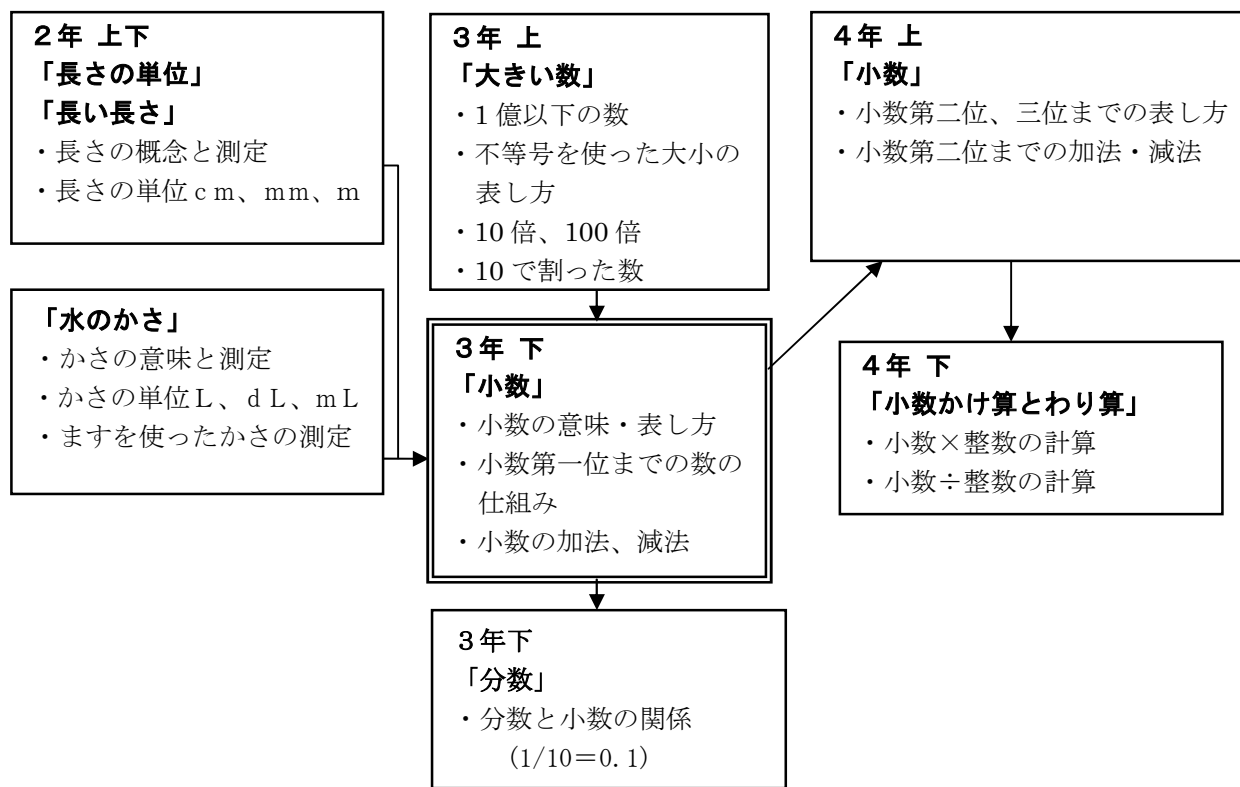 ２年 上下
「長さの単位」
「長い長さ」
・長さの概念と測定
・長さの単位ｃｍ、ｍｍ、ｍ
「水のかさ」
・かさの意味と測定
・かさの単位Ｌ、ｄＬ、ｍＬ
・ますを使ったかさの測定
３年 上
「大きい数」
・1 億以下の数
・不等号を使った大小の
表し方
・10 倍、100 倍
・10 で割った数
３年 下
「小数」
・小数の意味・表し方
・小数第一位までの数の
仕組み
・小数の加法、減法
３年下
「分数」
・分数と小数の関係
(1/10＝0.1)
４年 上
「小数」
・小数第二位、三位までの表し方
・小数第二位までの加法・減法
４年 下
「小数かけ算とわり算」
・小数×整数の計算
・小数÷整数の計算